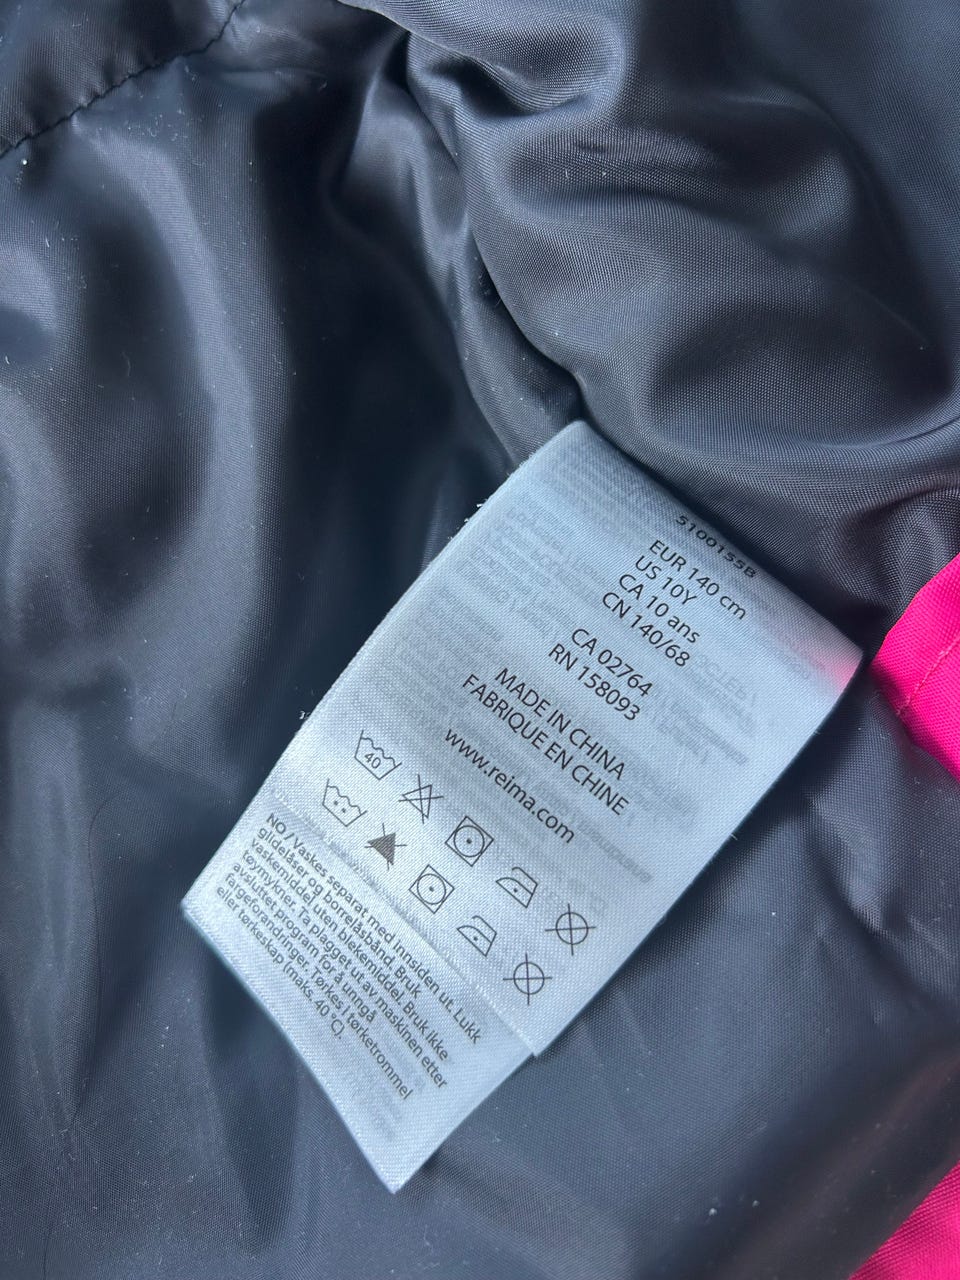 5100155B
EUR 140 cm
US 10Y
CA 10 ans
CN 140/68
CA 02764
RN 158093
MADE IN CHINA
FABRIQUE EN CHINE
www.reima.com
40
NO / Vaskes separat med innsiden ut. Lukk
glidelåser og borrelåsbånd. Bruk
vaskemiddel uten blekemiddel. Bruk ikke
tøymykner. Ta plagget ut av maskinen etter
avsluttet program for å unngå
fargeforandringer. Tørkes i tørketrommel
eller tørkeskap (maks. 40 °C).